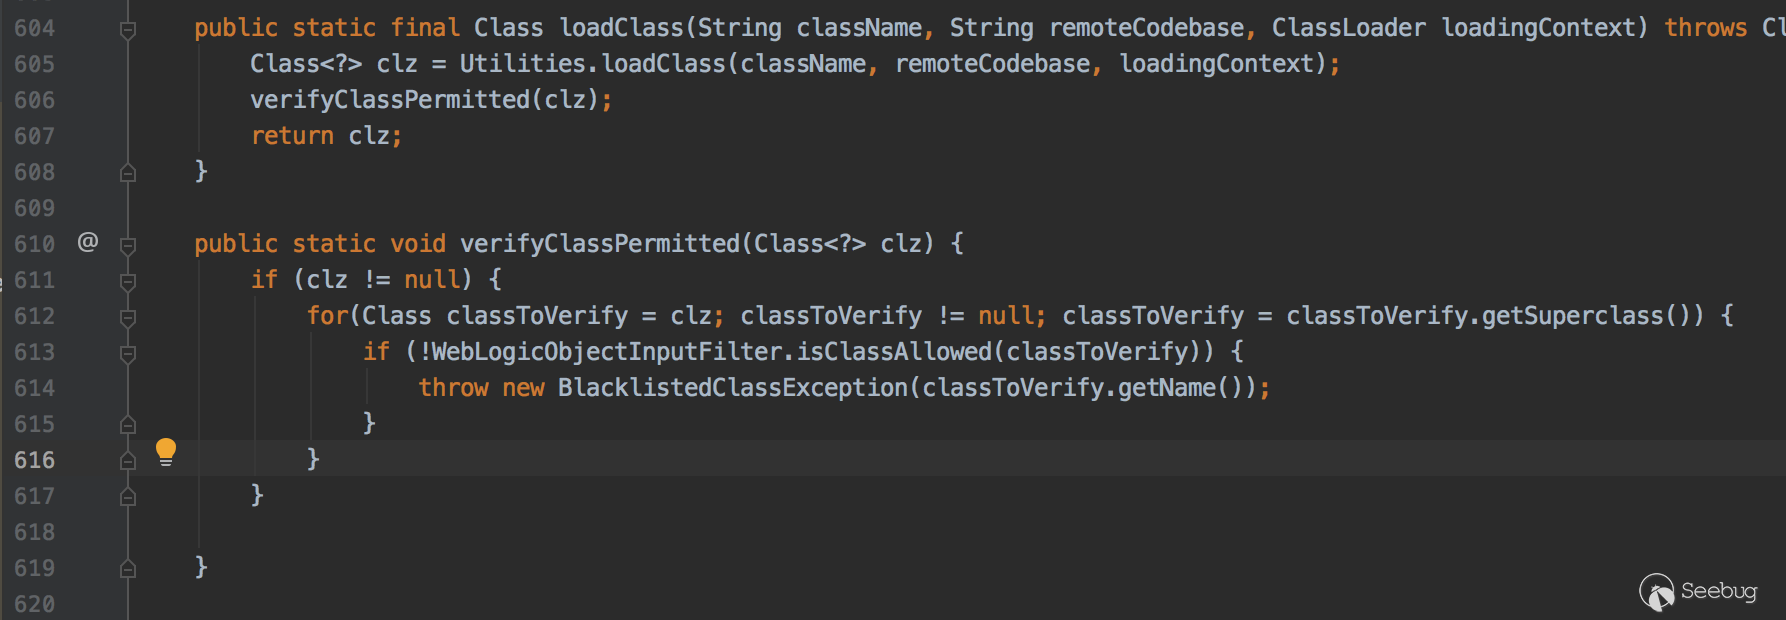 604 public static final Class loadClass(String className, String remoteCodebase, ClassLoader loadingContext) throws Cl
605 Class<?> clz = Utilities.loadClass(className, remoteCodebase, loadingContext);
606 verifyClassPermitted(clz);
607 return clz;
608 }
609
610 @ public static void verifyClassPermitted(Class<?> clz) {
611 if (clz != null) {
612 for(Class classToVerify = clz; classToVerify != null; classToVerify = classToVerify.getSuperclass()) {
613 if (!WebLogicObjectInputFilter.isClassAllowed(classToVerify)) {
614 throw new BlacklistedClassException(classToVerify.getName());
615 }
616 }
617 }
618
619 }
620
Seebug